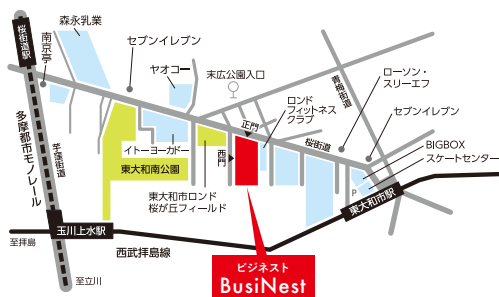 森永乳業
桜街道駅
南京亭
セブンイレブン
ヤオコー
末広公園入口
青梅街道
ローソン・
スリーエフ
ロンド
フィットネス
クラブ
セブンイレブン
正門
桜街道
イトーヨーカドー
西門
BIGBOX
スケートセンター
P
多摩都市モノレール
芋窪街道
東大和南公園
東大和市ロンド
桜が丘フィールド
東大和市駅
玉川上水駅
至拝島
西武拝島線
至立川
ビジネスト
BusiNest